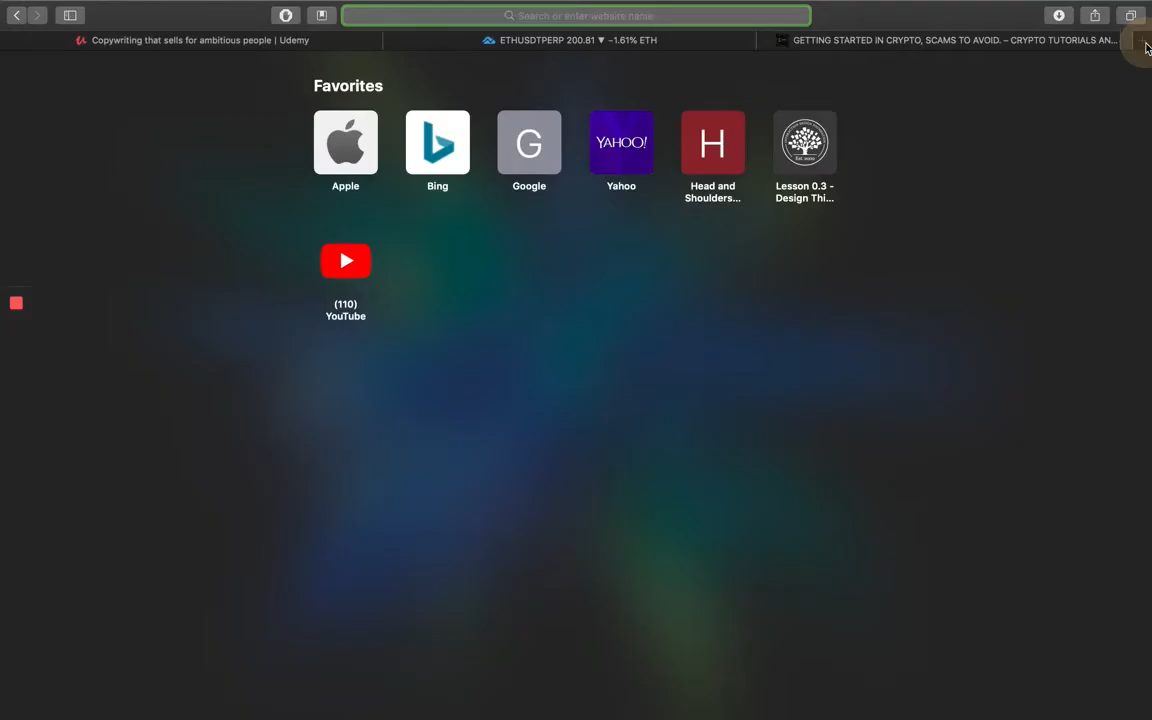 Search or enter website name
Copywriting that sells for ambitious people | Udemy
ETHUSDTPERP 200.81 ▼ −1.61% ETH
GETTING STARTED IN CRYPTO, SCAMS TO AVOID. – CRYPTO TUTORIALS AN...
Favorites
YAHOO!
G
H
EST. 2020
Apple
Bing
Google
Yahoo
Head and
Shoulders...
Lesson 0.3 -
Design Thi...
(110)
YouTube